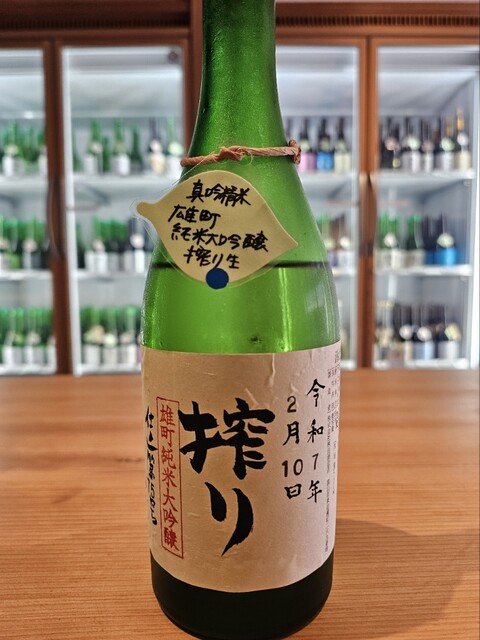 真吟精米
広雄町
純米大吟醸
搾り生
令和7年
2月10日
搾り
雄町純米大吟醸